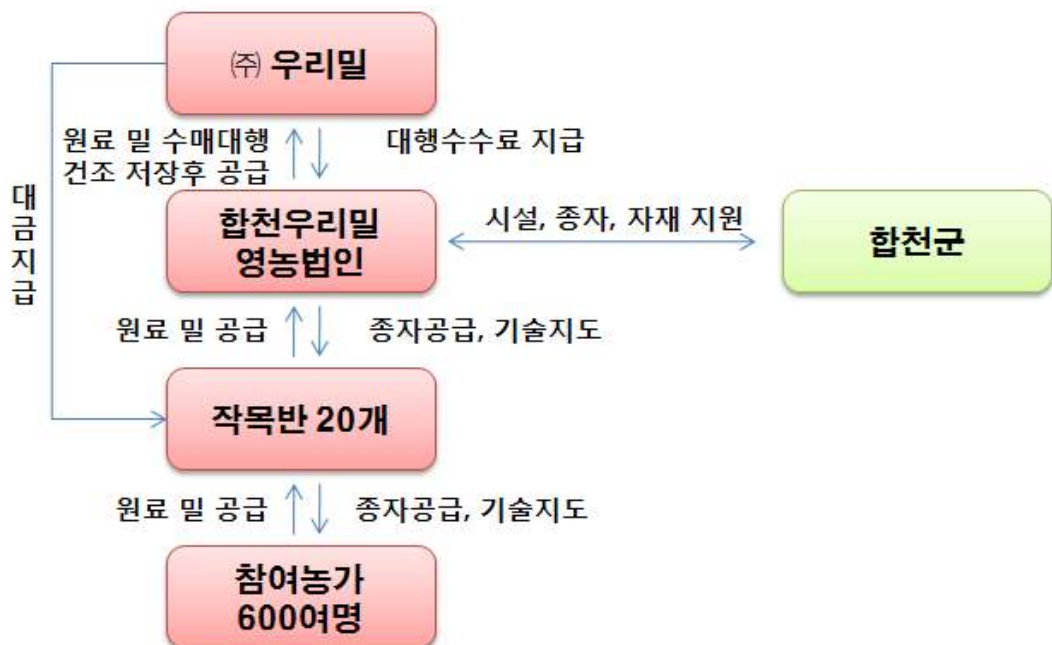 ㈜ 우리밀
원료 밀 수매대행
건조 저장후 공급
대행수수료 지급
대금지급
합천우리밀
영농법인
시설, 종자, 자재 지원
합천군
원료 밀 공급
종자공급, 기술지도
작목반 20개
원료 밀 공급
종자공급, 기술지도
참여농가
600여명